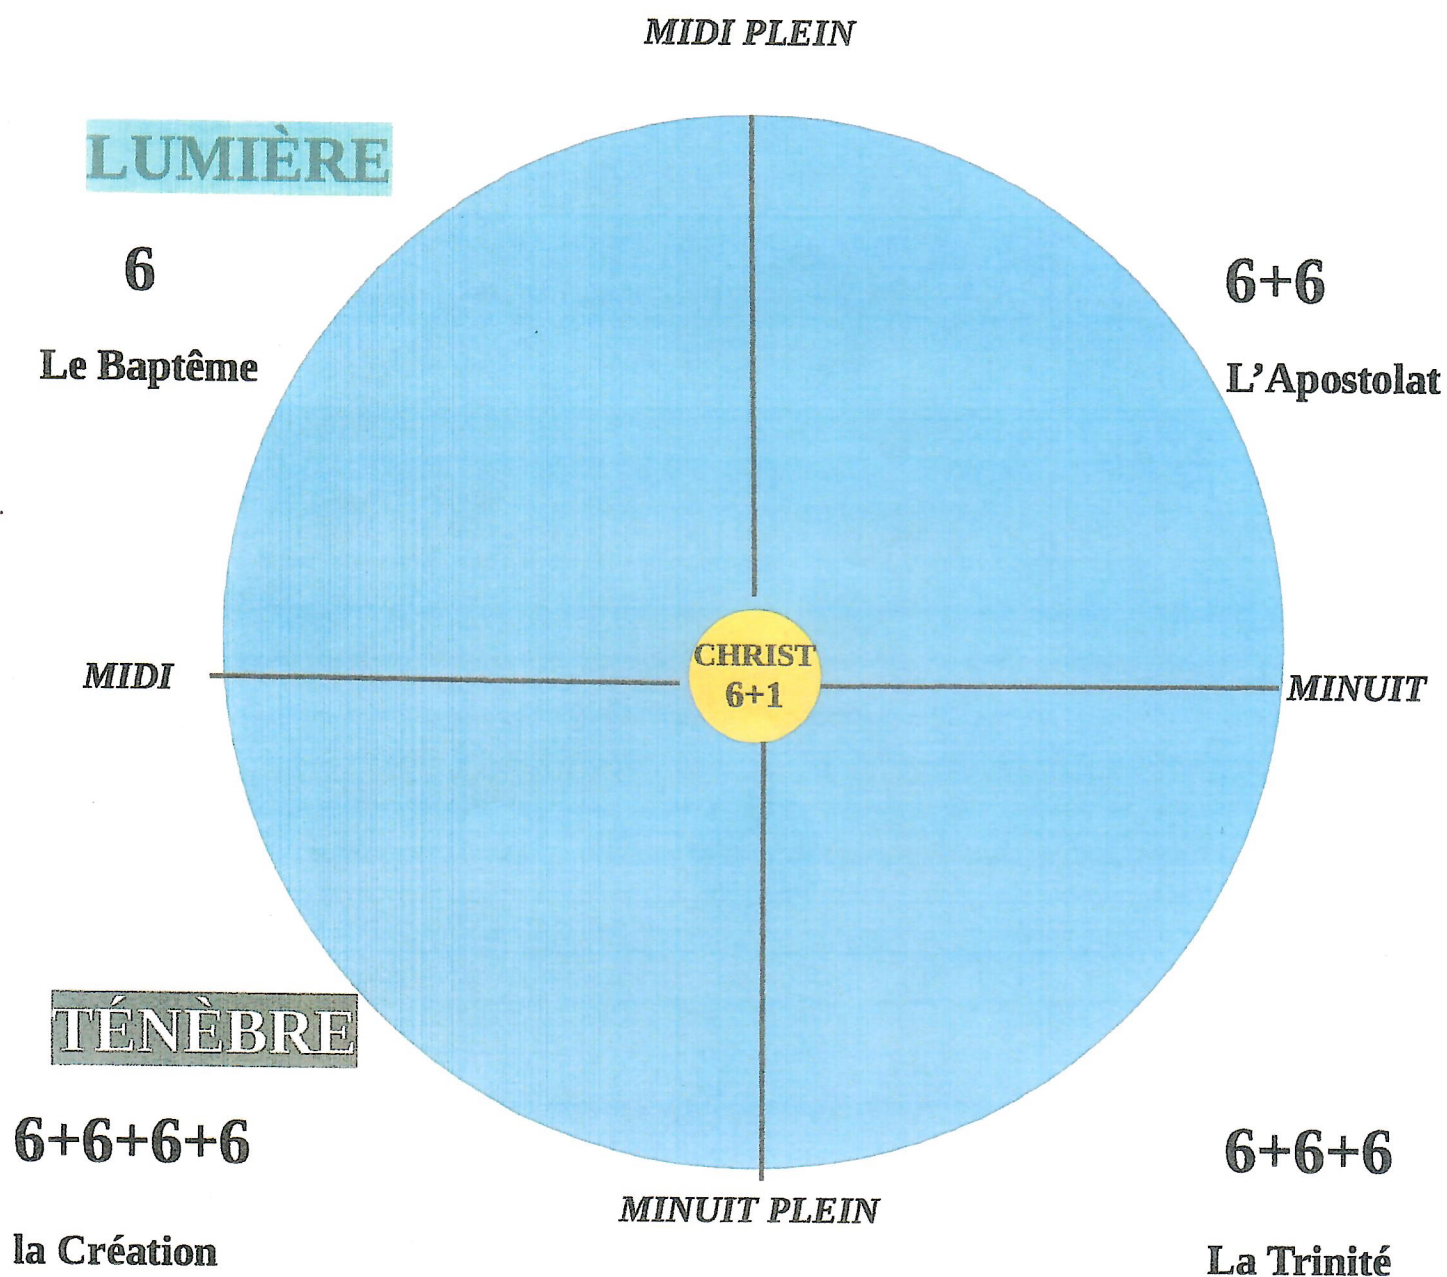 MIDI PLEIN
LUMIÈRE
6
Le Baptême
6+6
L’Apostolat
CHRIST
6+1
MIDI
MINUIT
TÉNÈBRE
6+6+6+6
la Création
MINUIT PLEIN
6+6+6
La Trinité